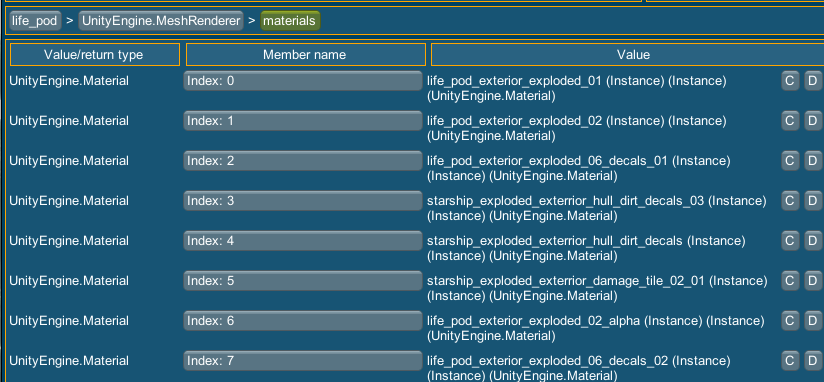 life_pod > UnityEngine.MeshRenderer > materials
Value/return type Member name Value
UnityEngine.Material Index: 0 life_pod_exterior_exploded_01 (Instance) (Instance) C D
(UnityEngine.Material)
UnityEngine.Material Index: 1 life_pod_exterior_exploded_02 (Instance) (Instance) C D
(UnityEngine.Material)
UnityEngine.Material Index: 2 life_pod_exterior_exploded_06_decals_01 (Instance) C D
(Instance) (UnityEngine.Material)
UnityEngine.Material Index: 3 starship_exploded_exterrior_hull_dirt_decals_03 (Instance) C D
(Instance) (UnityEngine.Material)
UnityEngine.Material Index: 4 starship_exploded_exterrior_hull_dirt_decals (Instance) C D
(Instance) (UnityEngine.Material)
UnityEngine.Material Index: 5 starship_exploded_exterrior_damage_tile_02_01 (Instance) C D
(Instance) (UnityEngine.Material)
UnityEngine.Material Index: 6 life_pod_exterior_exploded_02_alpha (Instance) (Instance) C D
(UnityEngine.Material)
UnityEngine.Material Index: 7 life_pod_exterior_exploded_06_decals_02 (Instance) C D
(Instance) (UnityEngine.Material)